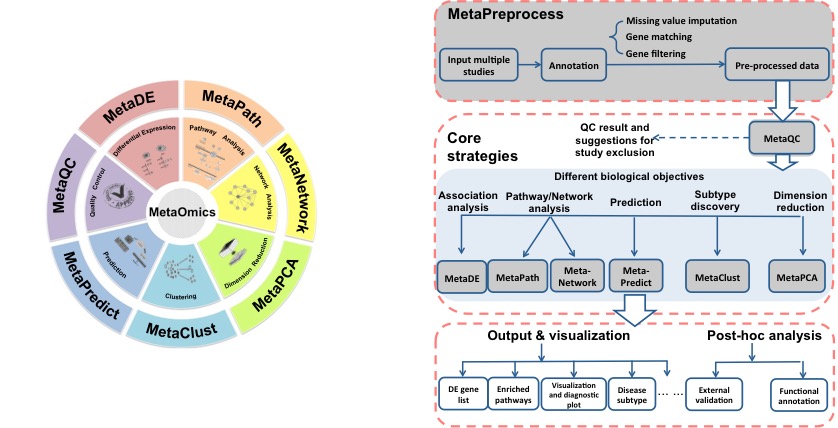 MetaDE
MetaPath
MetaNetwork
MetaPCA
MetaClust
MetaPredict
MetaQC
Differential Expression
Pathway Analysis
Network Analysis
Dimension Reduction
Clustering
Prediction
Quality Control
MetaOmics
MetaPreprocess
Missing value imputation
Gene matching
Gene filtering
Input multiple
studies
Annotation
Pre-processed data
Core
strategies
QC result and
suggestions for
study exclusion
MetaQC
Different biological objectives
Association
analysis
Pathway/Network
analysis
Prediction
Subtype
discovery
Dimension
reduction
MetaDE
MetaPath
Meta-
Network
Meta-
Predict
MetaClust
MetaPCA
Output & visualization
Post-hoc analysis
DE gene
list
Enriched
pathways
Visualization
and diagnostic
plot
Disease
subtype
... ...
External
validation
Functional
annotation